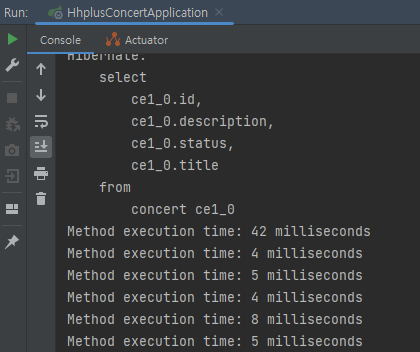 Run: HhplusConcertApplication
Console Actuator
Hibernate:
select
ce1_0.id,
ce1_0.description,
ce1_0.status,
ce1_0.title
from
concert ce1_0
Method execution time: 42 milliseconds
Method execution time: 4 milliseconds
Method execution time: 5 milliseconds
Method execution time: 4 milliseconds
Method execution time: 8 milliseconds
Method execution time: 5 milliseconds